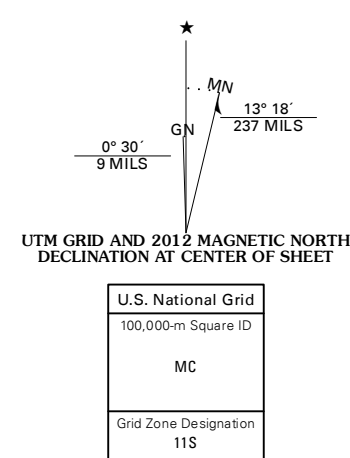 ★
MN
13° 18´
237 MILS
GN
0° 30´
9 MILS
UTM GRID AND 2012 MAGNETIC NORTH
DECLINATION AT CENTER OF SHEET
U.S. National Grid
100,000-m Square ID
MC
Grid Zone Designation
11S